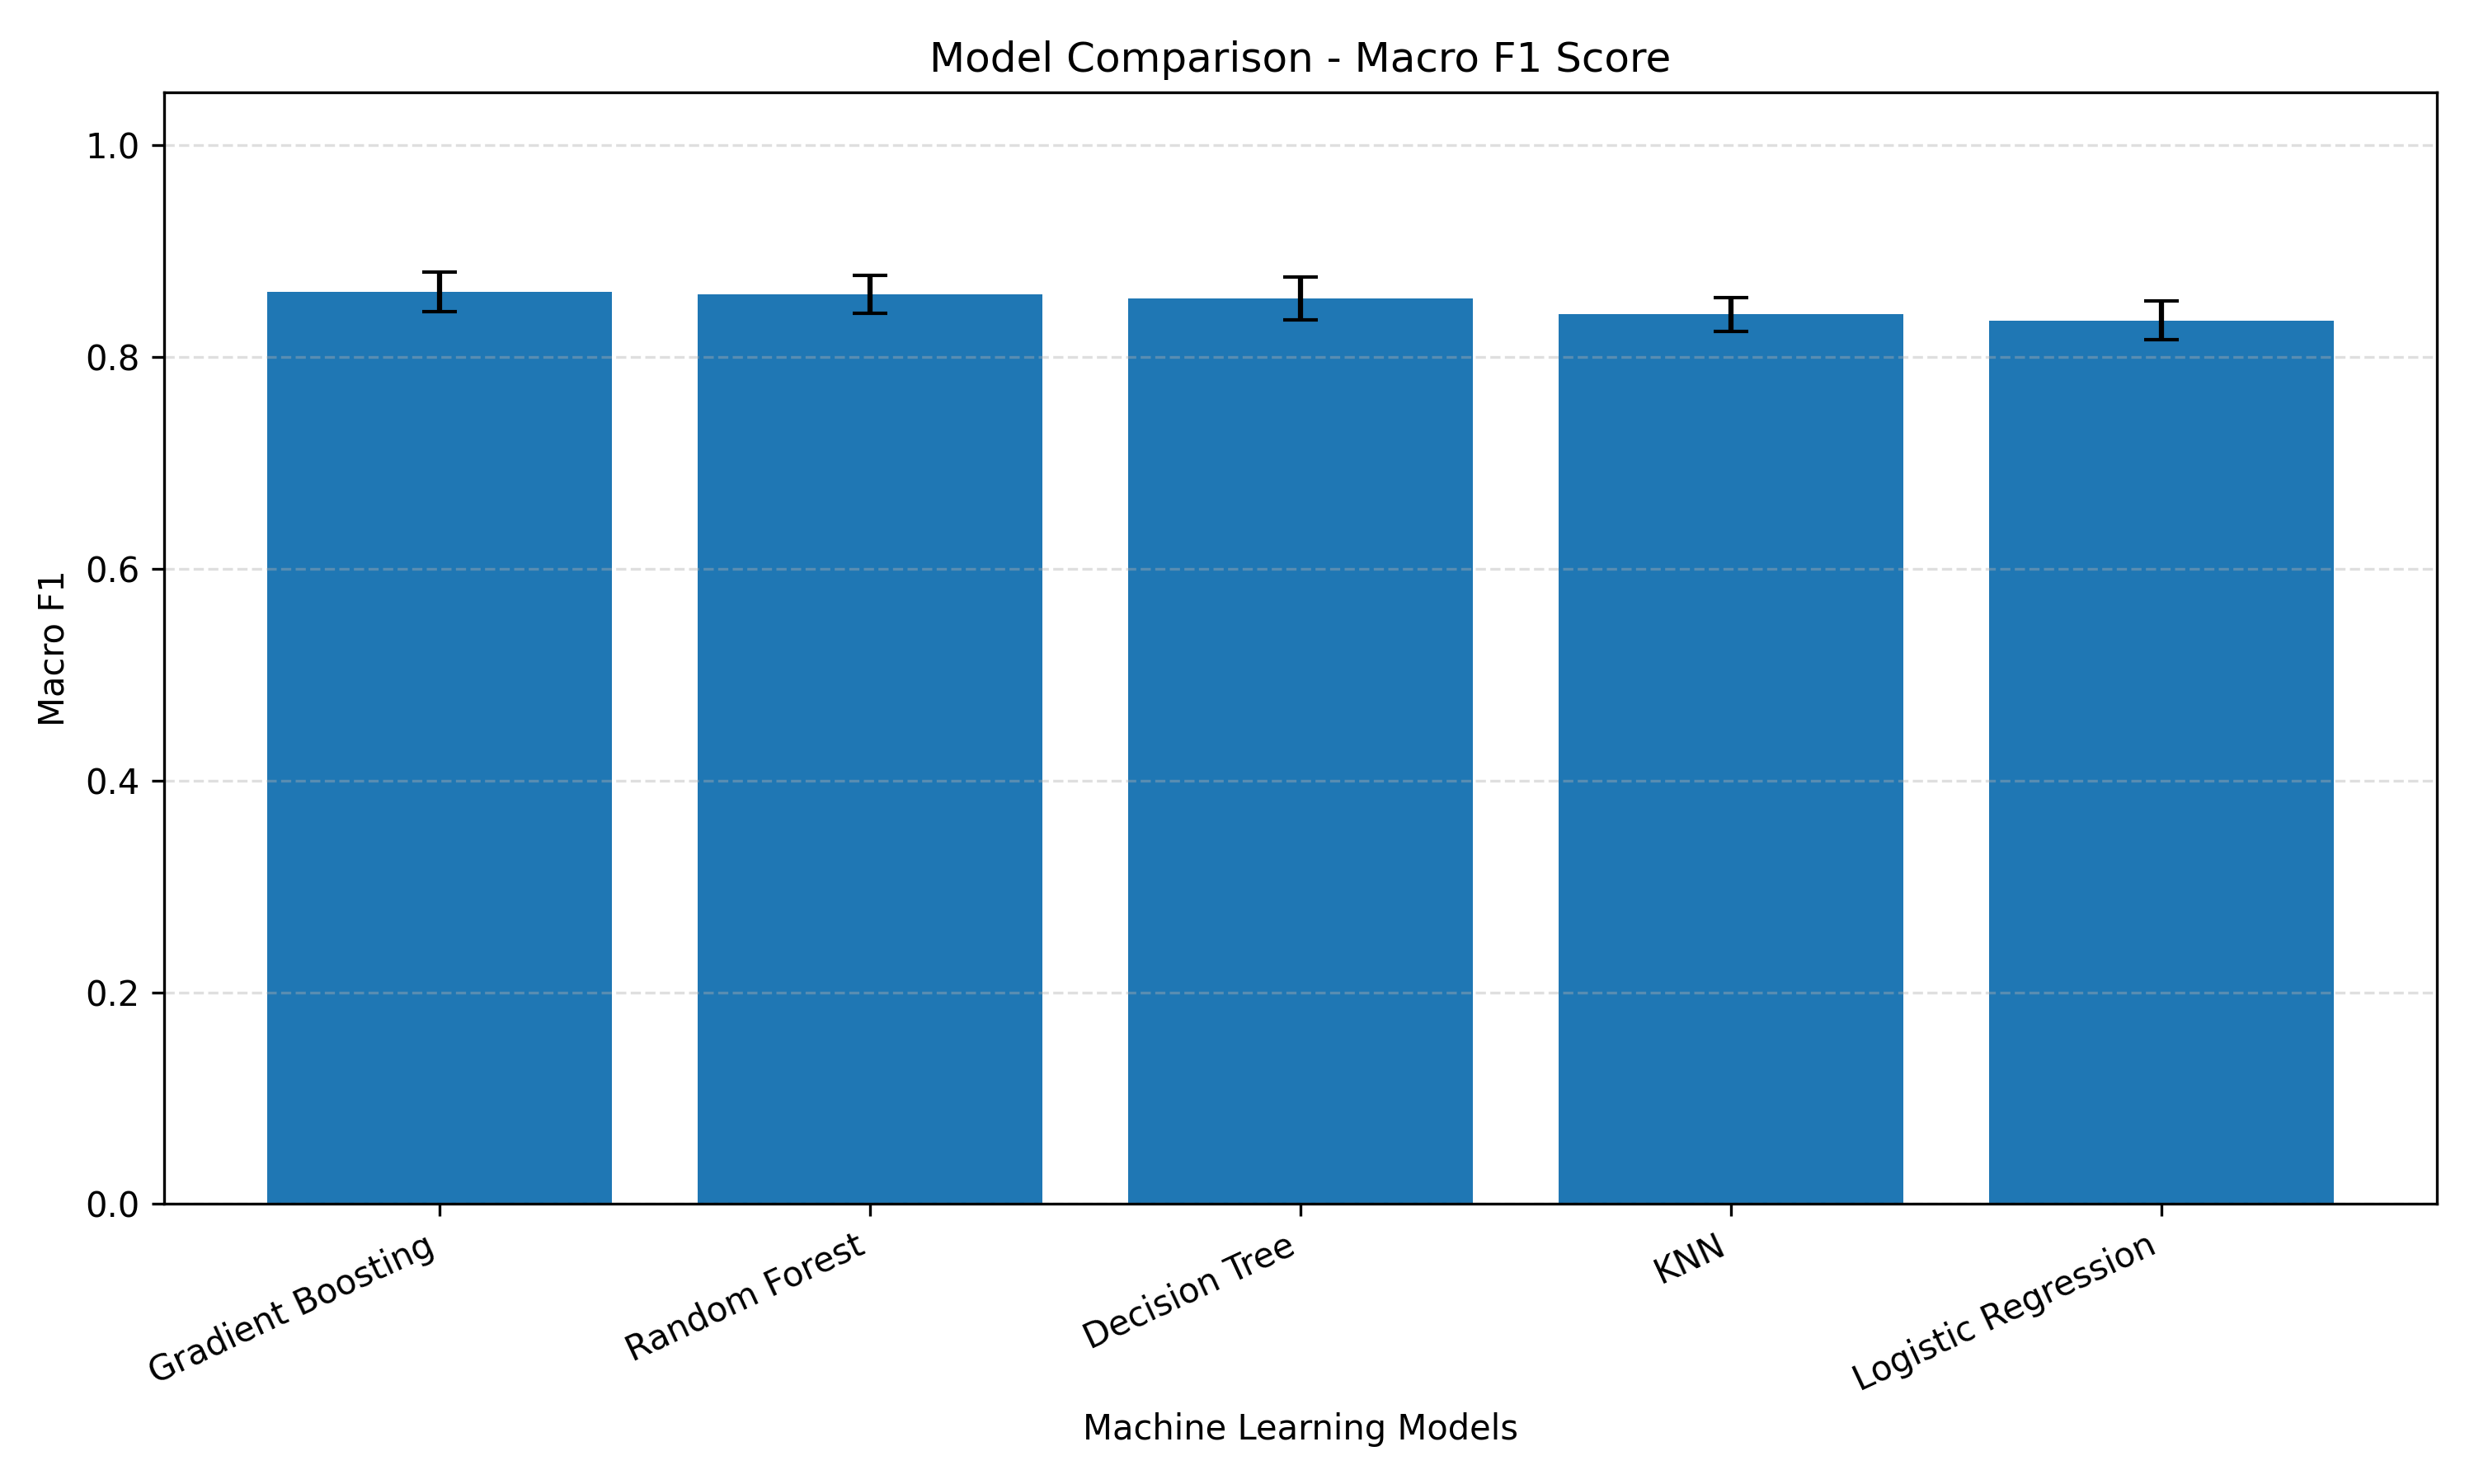 Model Comparison - Macro F1 Score
1.0
0.8
0.6
0.4
0.2
0.0
Macro F1
Gradient Boosting
Random Forest
Decision Tree
KNN
Logistic Regression
Machine Learning Models